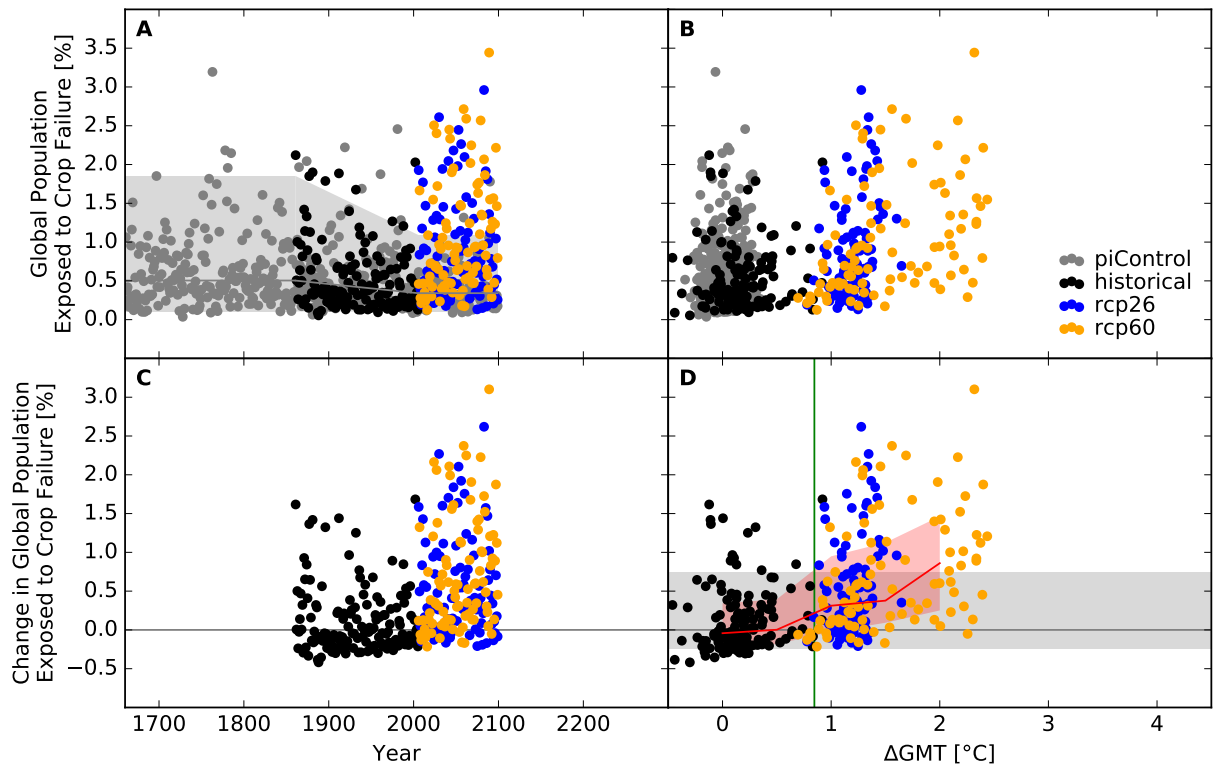 A
B
Global Population
Exposed to Crop Failure [%]
3.5
3.0
2.5
2.0
1.5
1.0
0.5
0.0
piControl
historical
rcp26
rcp60
C
D
Change in Global Population
Exposed to Crop Failure [%]
3.0
2.5
2.0
1.5
1.0
0.5
0.0
−0.5
1700 1800 1900 2000 2100 2200
0 1 2 3 4
Year
ΔGMT [°C]